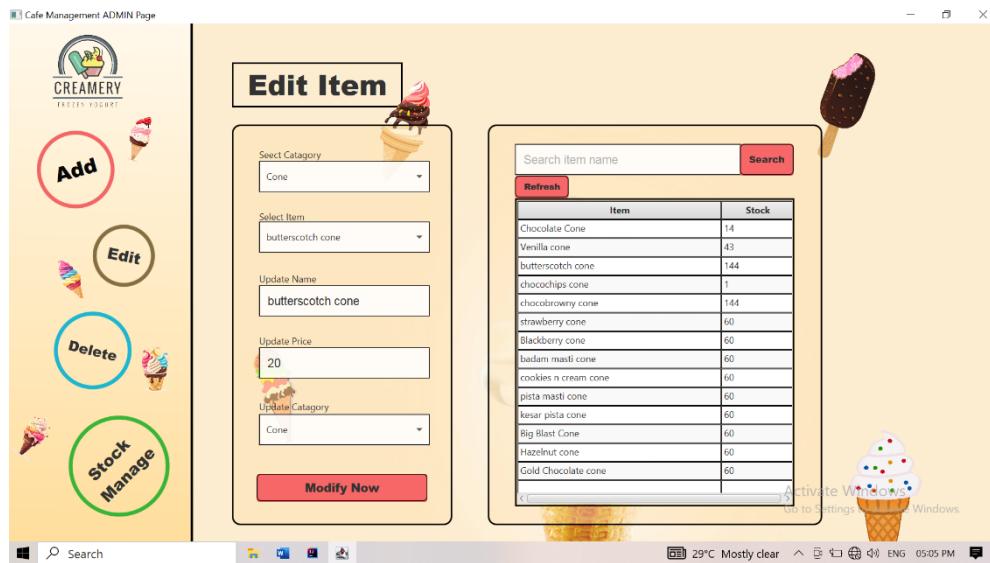 Cafe Management ADMIN Page
CREAMERY
FROZEN YOGURT
Add
Edit
Delete
Stock
Manage
Edit Item
Seect Catagory
Cone
Select Item
butterscotch cone
Update Name
butterscotch cone
Update Price
20
Update Catagory
Cone
Modify Now
Search item name
Search
Refresh
Item Stock
Chocolate Cone 14
Venilla cone 43
butterscotch cone 144
chocochips cone 1
chocobrowny cone 144
strawberry cone 60
Blackberry cone 60
badam masti cone 60
cookies n cream cone 60
pista masti cone 60
kesar pista cone 60
Big Blast Cone 60
Hazelnut cone 60
Gold Chocolate cone 60
Activate Windows
Go to Settings Windows.
Search
29°C Mostly clear
ENG
05:05 PM